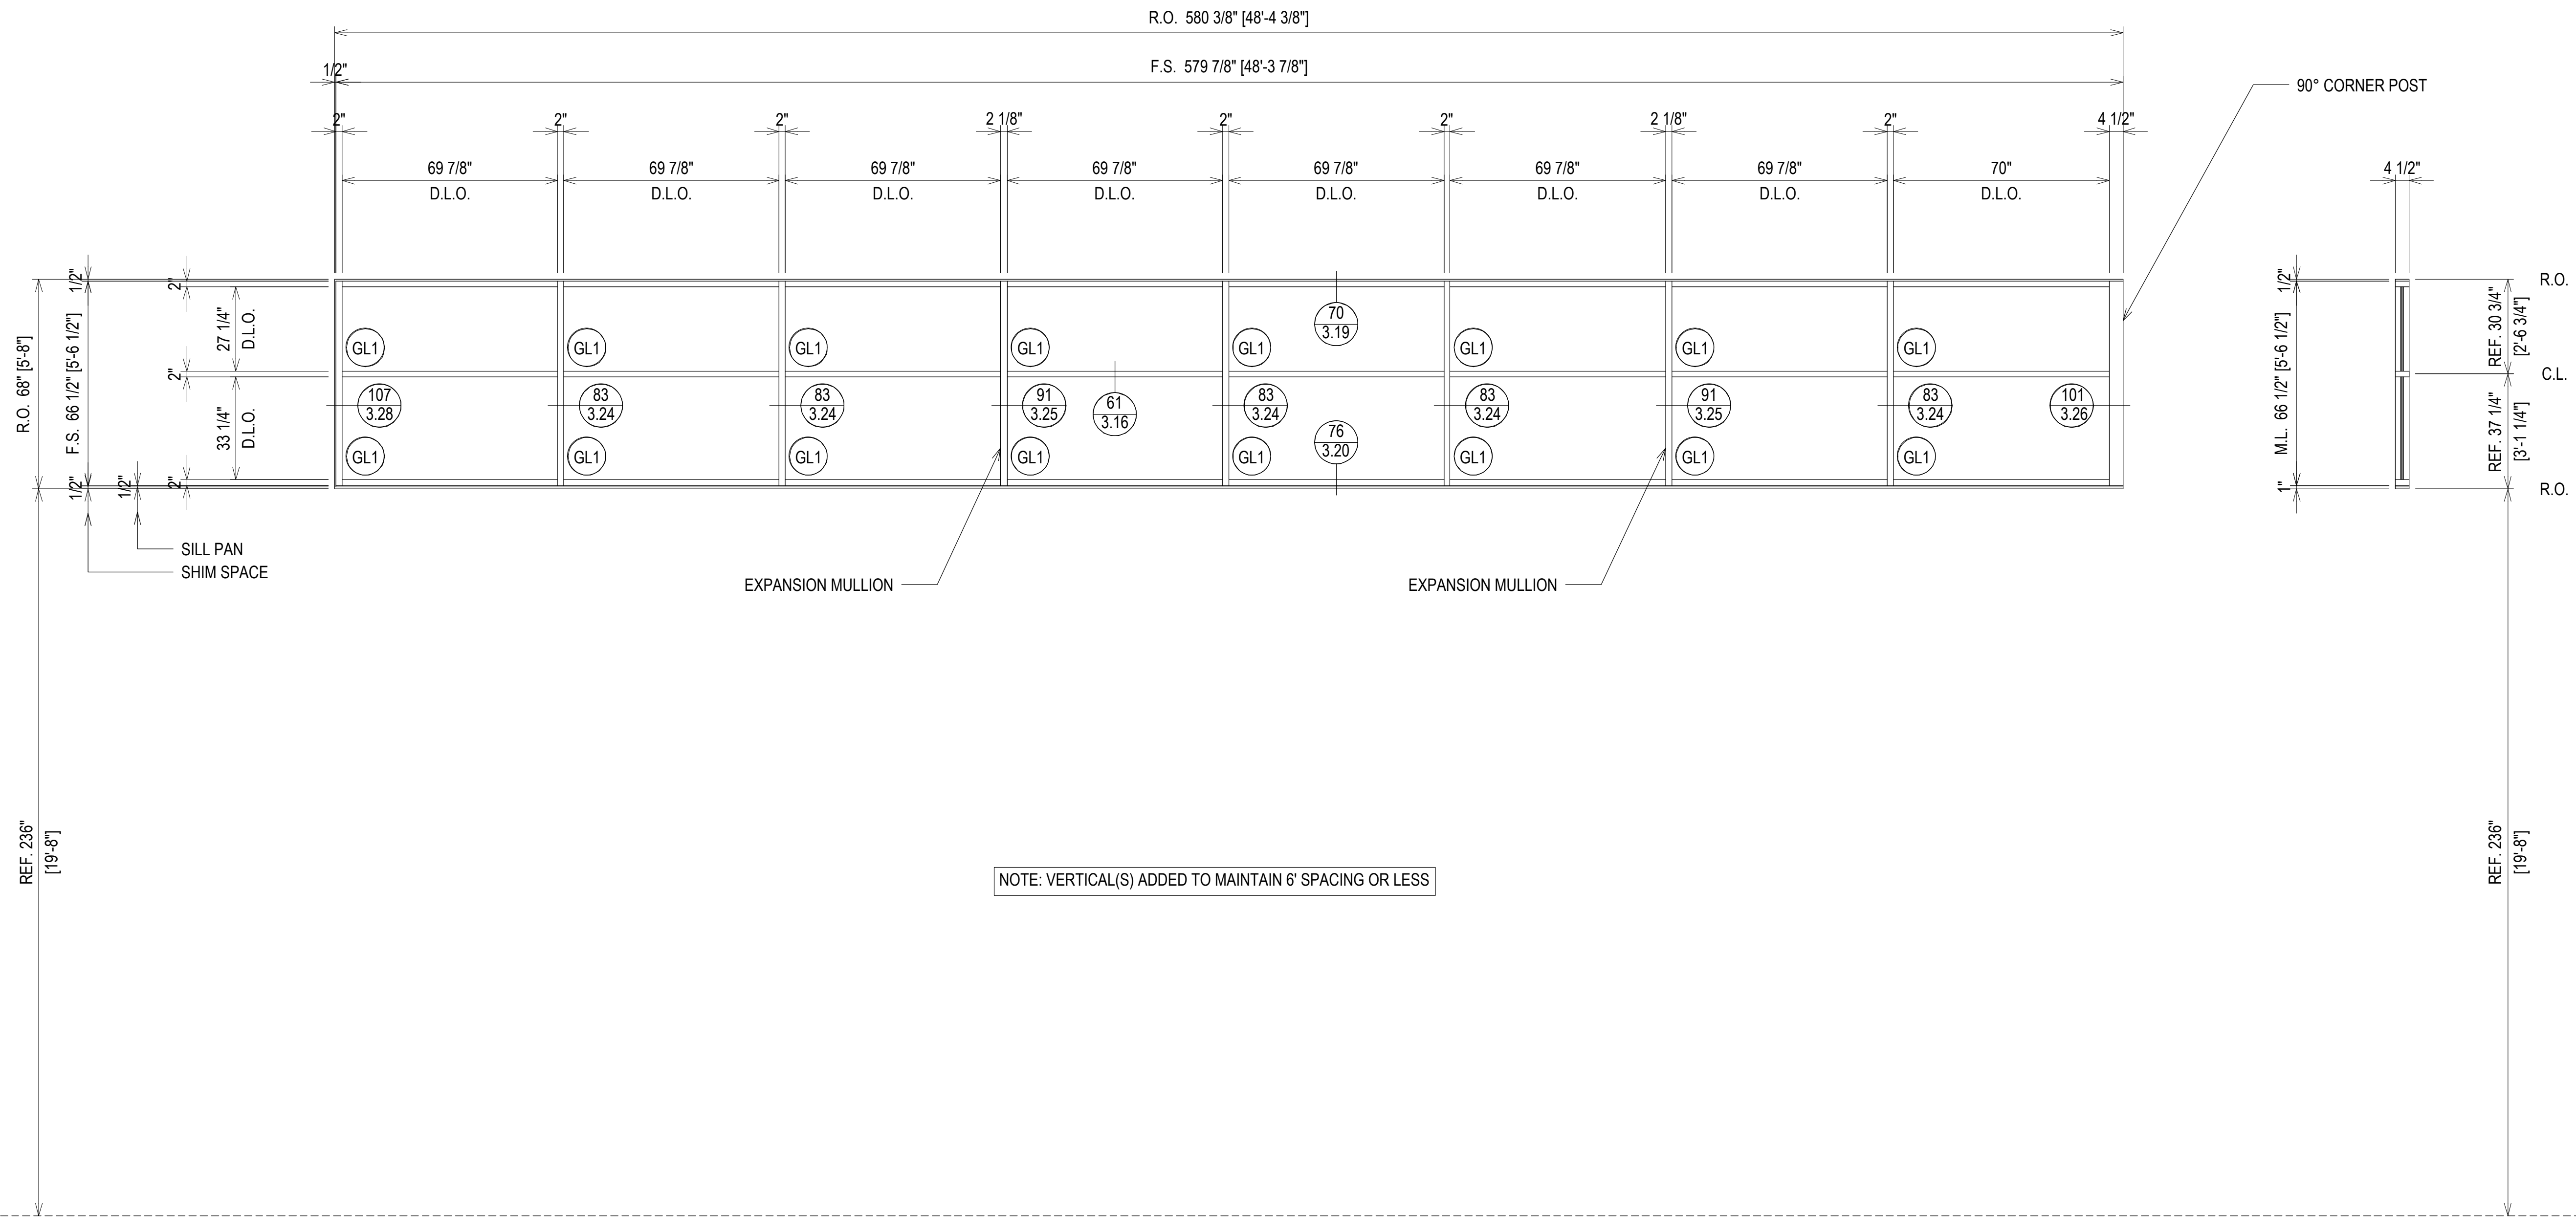 R.O.  580 3/8" [48'-4 3/8"]
F.S.  579 7/8" [48'-3 7/8"]
1/2"
90° CORNER POST
2"
2"
2"
2 1/8"
2"
2"
2 1/8"
2"
4 1/2"
69 7/8"
D.L.O.
69 7/8"
D.L.O.
69 7/8"
D.L.O.
69 7/8"
D.L.O.
69 7/8"
D.L.O.
69 7/8"
D.L.O.
69 7/8"
D.L.O.
70"
D.L.O.
4 1/2"
R.O.  68" [5'-8"]
F.S.  66 1/2" [5'-6 1/2"]
1/2"
1/2"
1/2"
2"
2"
2"
27 1/4"
D.L.O.
33 1/4"
D.L.O.
GL1
GL1
GL1
GL1
GL1
GL1
GL1
GL1
70
3.19
107
3.28
83
3.24
83
3.24
91
3.25
61
3.16
83
3.24
83
3.24
91
3.25
83
3.24
101
3.26
76
3.20
GL1
GL1
GL1
GL1
GL1
GL1
GL1
GL1
1/2"
M.L.  66 1/2" [5'-6 1/2"]
1"
REF. 30 3/4"
[2'-6 3/4"]
REF. 37 1/4"
[3'-1 1/4"]
R.O.
C.L.
R.O.
SILL PAN
SHIM SPACE
EXPANSION MULLION
EXPANSION MULLION
REF. 236"
[19'-8"]
NOTE: VERTICAL(S) ADDED TO MAINTAIN 6' SPACING OR LESS
REF. 236"
[19'-8"]